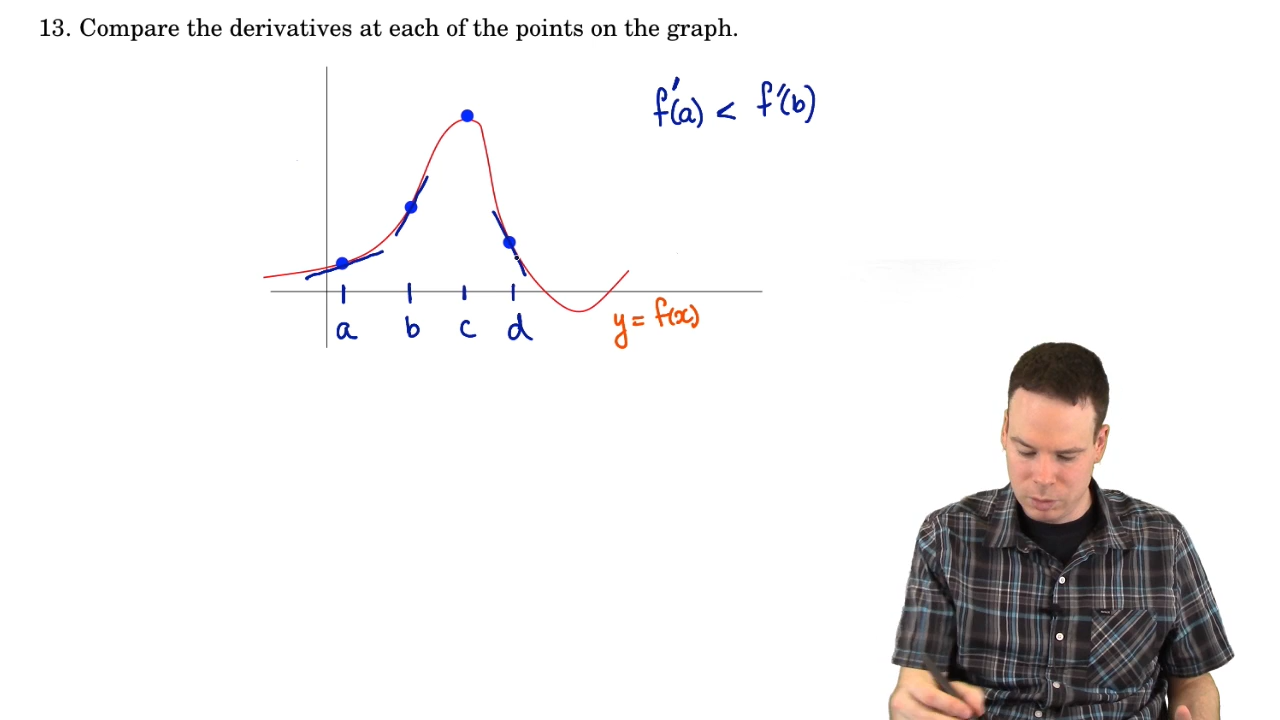 13. Compare the derivatives at each of the points on the graph.
f'(a) < f'(b)
a b c d
y = f(x)